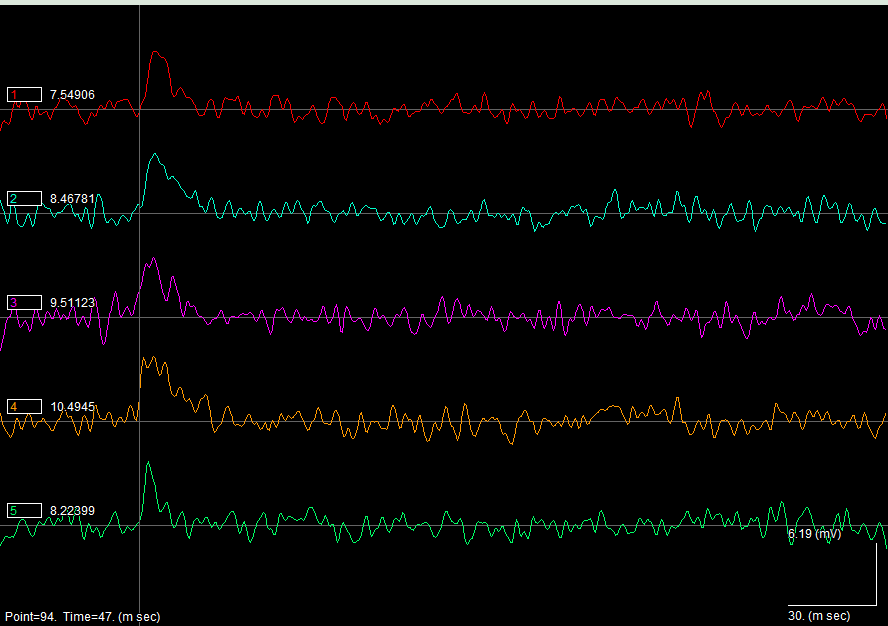 1 7.54906
2 8.46781
3 9.51123
4 10.4945
5 8.22399
6.19 (mV)
30. (m sec)
Point=94. Time=47. (m sec)